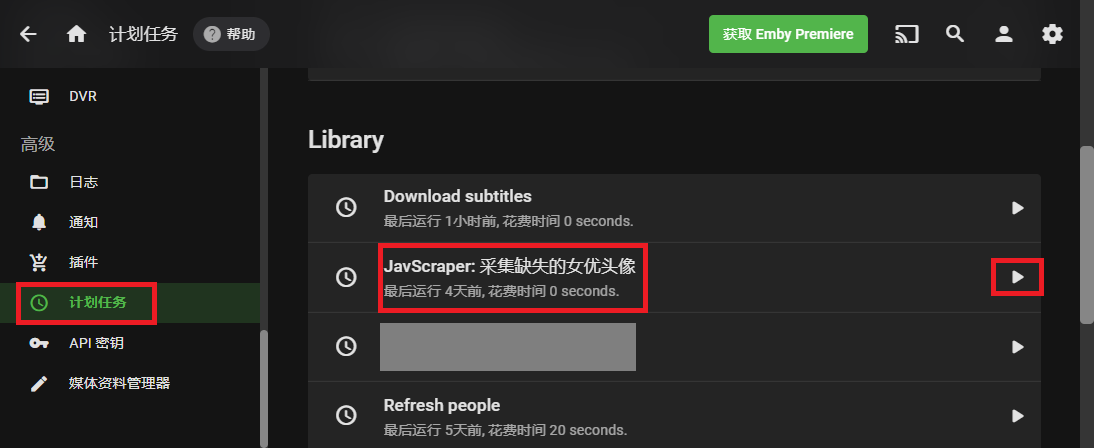 计划任务 帮助 获取 Emby Premiere
DVR
高级
日志
通知
插件
计划任务
API 密钥
媒体资料管理器
Library
Download subtitles
最后运行 1小时前, 花费时间 0 seconds.
JavScraper: 采集缺失的女优头像
最后运行 4天前, 花费时间 0 seconds.
Refresh people
最后运行 5天前, 花费时间 20 seconds.